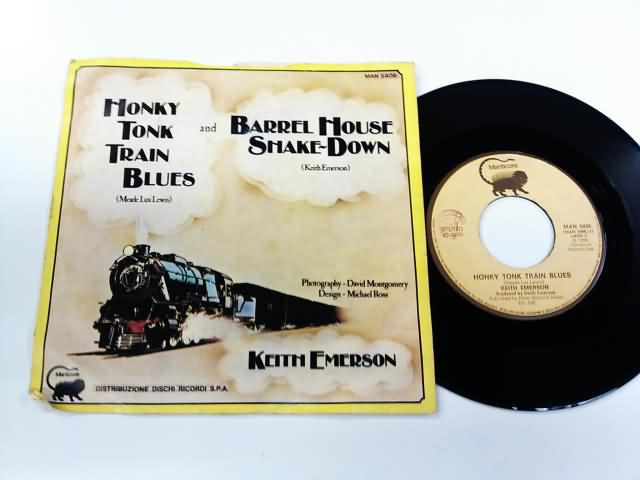 MAN 5406
HONKY
TONK
TRAIN
BLUES
(Meade Lux Lewis)
and
BARREL HOUSE
SHAKE-DOWN
(Keith Emerson)
Photography - David Montgomery
Design - Michael Ross
KEITH EMERSON
Manticore
DISTRIBUZIONE DISCHI RICORDI S.P.A.
Manticore
HONKY TONK TRAIN BLUES
KEITH EMERSON
Produced by Keith Emerson